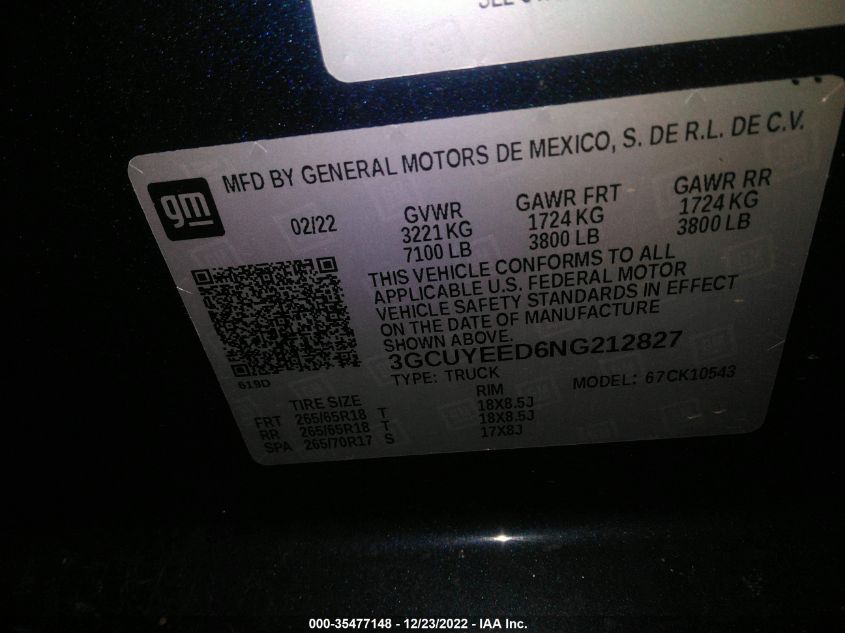 MFD BY GENERAL MOTORS DE MEXICO, S. DE R.L. DE C.V.
gm
02/22 GVWR GAWR FRT GAWR RR
3221 KG 1724 KG 1724 KG
7100 LB 3800 LB 3800 LB
THIS VEHICLE CONFORMS TO ALL
APPLICABLE U.S. FEDERAL MOTOR
VEHICLE SAFETY STANDARDS IN EFFECT
ON THE DATE OF MANUFACTURE
SHOWN ABOVE.
3GCUYEED6NG212827
619D
TYPE: TRUCK MODEL: 67CK10543
TIRE SIZE RIM
FRT 265/65R18 T 18X8.5J
RR 265/65R18 T 18X8.5J
SPA 265/70R17 S 17X8J
000-35477148 - 12/23/2022 - IAA Inc.